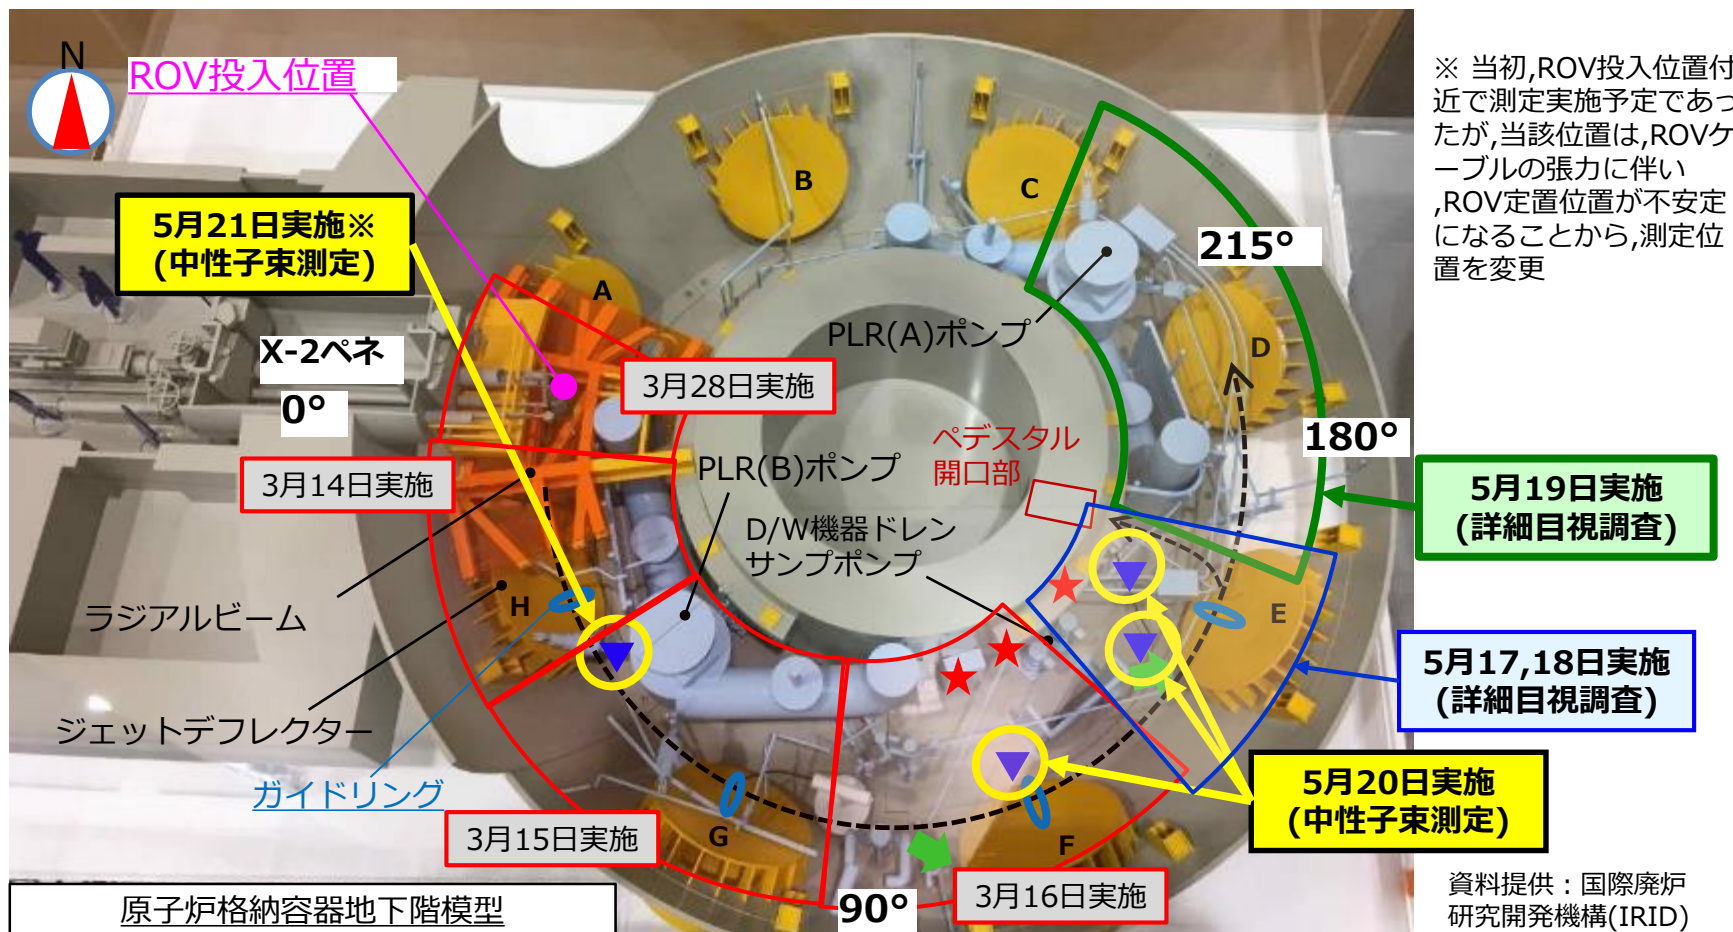 N
ROV投入位置
※ 当初,ROV投入位置付
近で測定実施予定であっ
たが,当該位置は,ROVケ
ーブルの張力に伴い
,ROV定置位置が不安定
になることから,測定位
置を変更
B
C
5月21日実施※
(中性子束測定)
215°
A
PLR(A)ポンプ
D
X-2ペネ
3月28日実施
0°
180°
ペデスタル
開口部
PLR(B)ポンプ
3月14日実施
5月19日実施
(詳細目視調査)
D/W機器ドレン
サンプポンプ
H
E
ラジアルビーム
5月17,18日実施
(詳細目視調査)
ジェットデフレクター
ガイドリング
5月20日実施
(中性子束測定)
G
F
3月15日実施
3月16日実施
90°
原子炉格納容器地下階模型
資料提供：国際廃炉
研究開発機構(IRID)